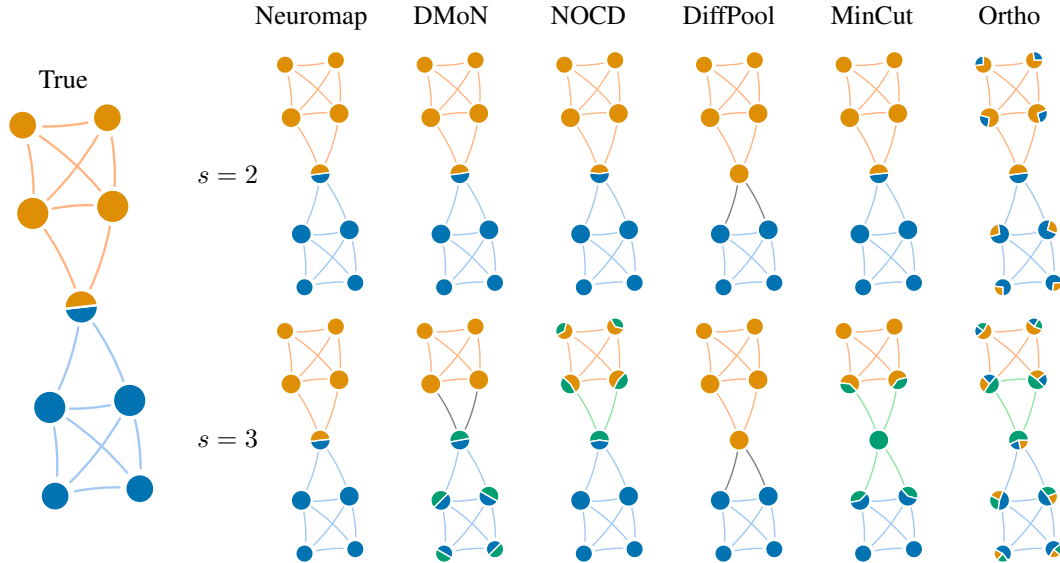 Neuromap DMoN NOCD DiffPool MinCut Ortho
True
s = 2
s = 3